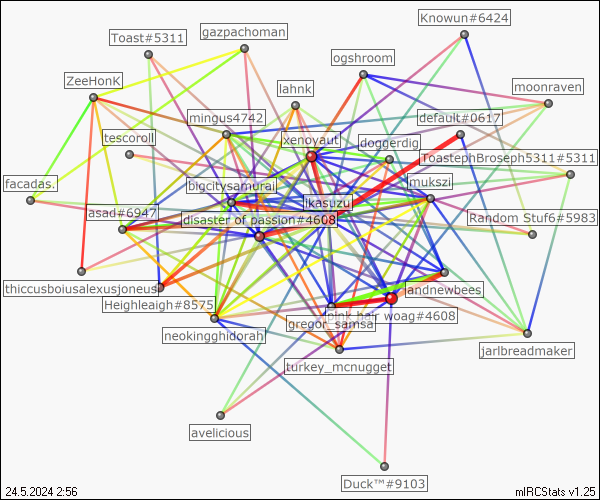 Knowun#6424
gazpachoman
Toast#5311
ogshroom
ZeeHonK
lahnk
moonraven
mingus4742
default#0617
tescoroll
xenoyaut
doggerdig
ToastephBroseph5311#5311
facadas.
bigcitysamurai
mukszi
ikasuzu
asad#6947
disaster of passion#4608
Random Stuf6#5983
thiccusboiusalexusjoneus
jandnewbees
Heighleaigh#8575
pink hair woag#4608
gregor_samsa
neokingghidorah
jarlbreadmaker
turkey_mcnugget
avelicious
Duck™#9103
24.5.2024 2:56
mIRCStats v1.25